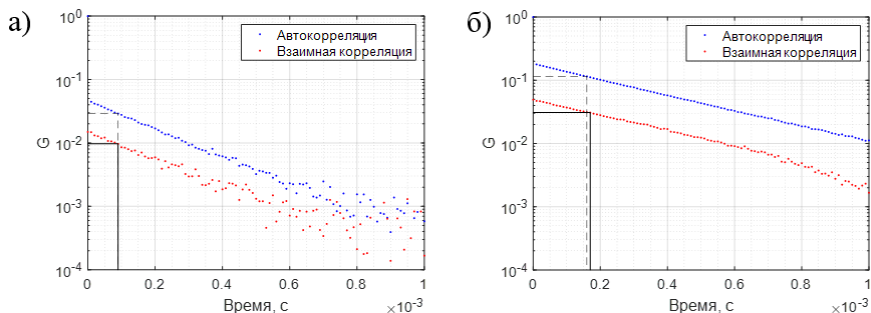 а)
Автокорреляция
Взаимная корреляция
G
10^0
10^-1
10^-2
10^-3
10^-4
0
0.2
0.4
0.6
0.8
1
Время, с
×10^-3
б)
Автокорреляция
Взаимная корреляция
G
10^0
10^-1
10^-2
10^-3
10^-4
0
0.2
0.4
0.6
0.8
1
Время, с
×10^-3